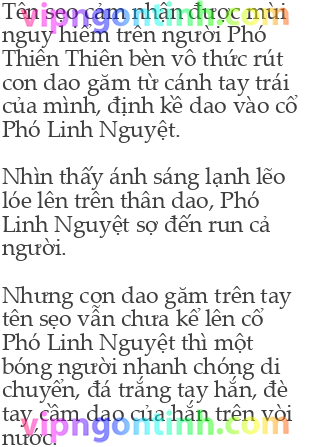 vipngontinh.com
Tên sẹo cảm nhận được mùi
nguy hiểm trên người Phó
Thiên Thiên bèn vô thức rút
con dao găm từ cánh tay trái
của mình, định kề dao vào cổ
Phó Linh Nguyệt.
Nhìn thấy ánh sáng lạnh lẽo
lóe lên trên thân dao, Phó
Linh Nguyệt sợ đến run cả
người.
Nhưng con dao găm trên tay
tên sẹo vẫn chưa kể lên cổ
Phó Linh Nguyệt thì một
bóng người nhanh chóng di
chuyển, đá trắng tay hắn, đè
tay cầm dao của hắn trên vòi
vipngontinh.com
nước.